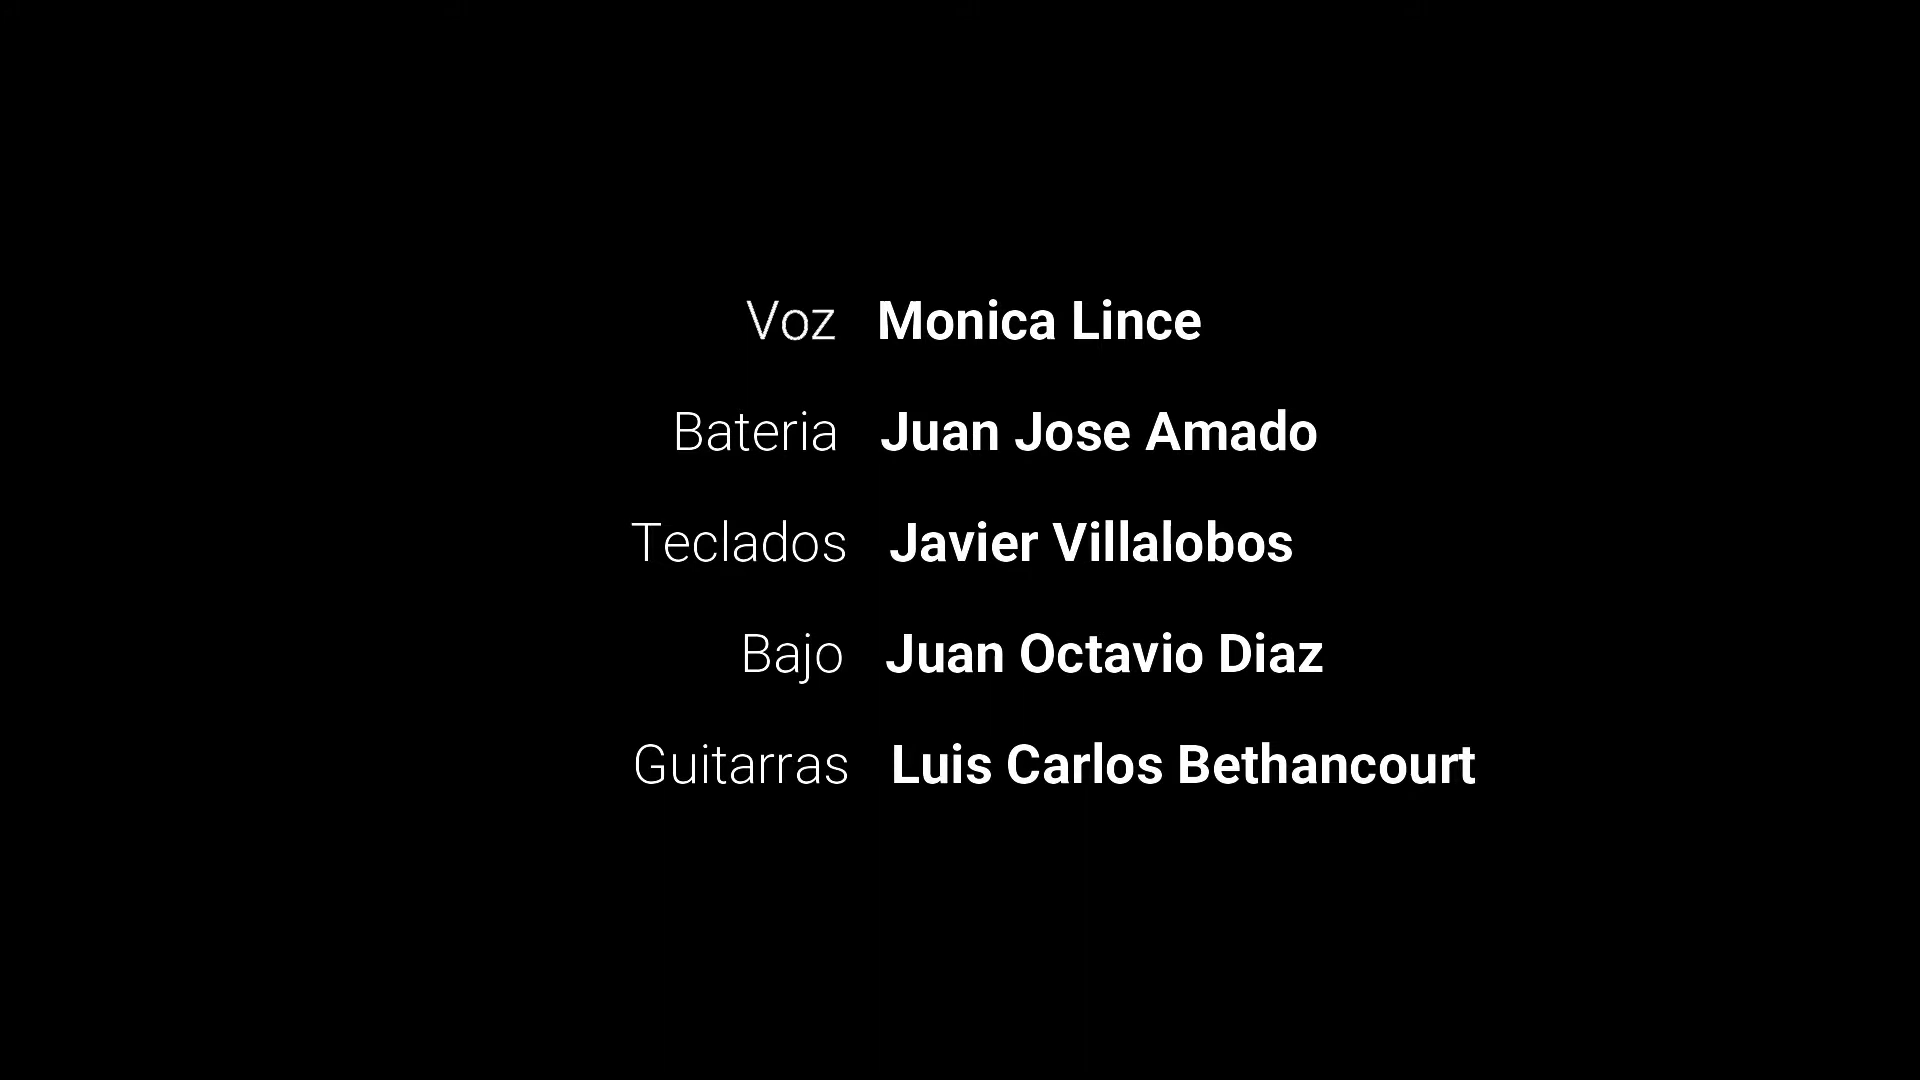 Voz Monica Lince
Bateria Juan Jose Amado
Teclados Javier Villalobos
Bajo Juan Octavio Diaz
Guitarras Luis Carlos Bethancourt